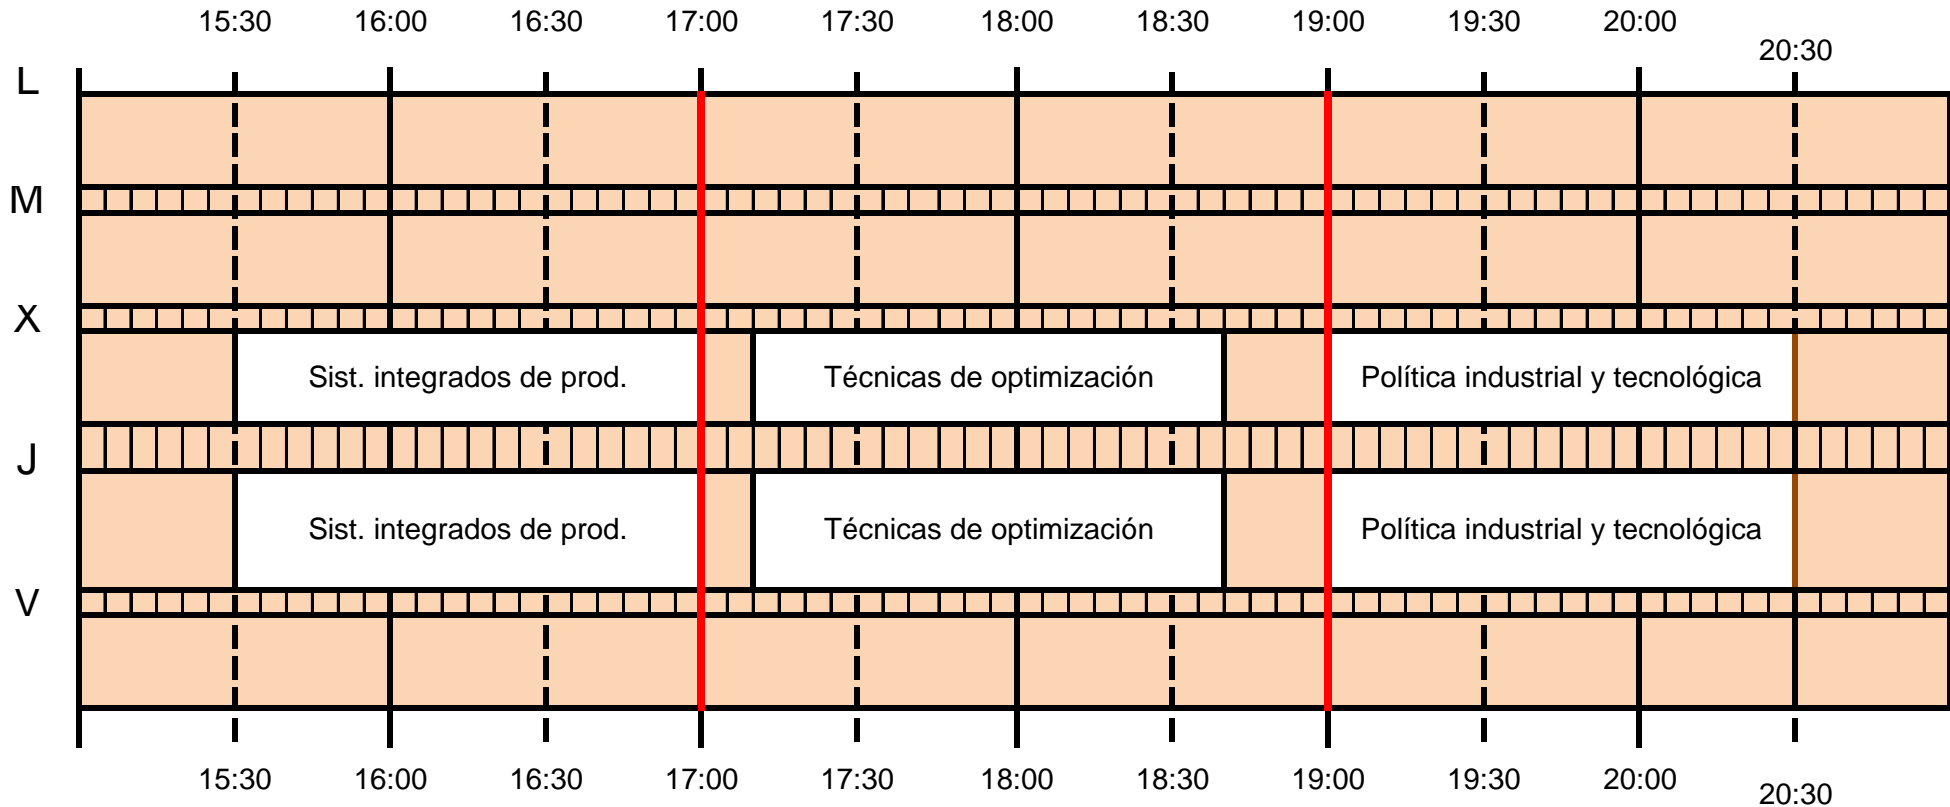 15:30 16:00 16:30 17:00 17:30 18:00 18:30 19:00 19:30 20:00
20:30
L
M
X
Sist. integrados de prod. Técnicas de optimización Política industrial y tecnológica
J
Sist. integrados de prod. Técnicas de optimización Política industrial y tecnológica
V
15:30 16:00 16:30 17:00 17:30 18:00 18:30 19:00 19:30 20:00
20:30